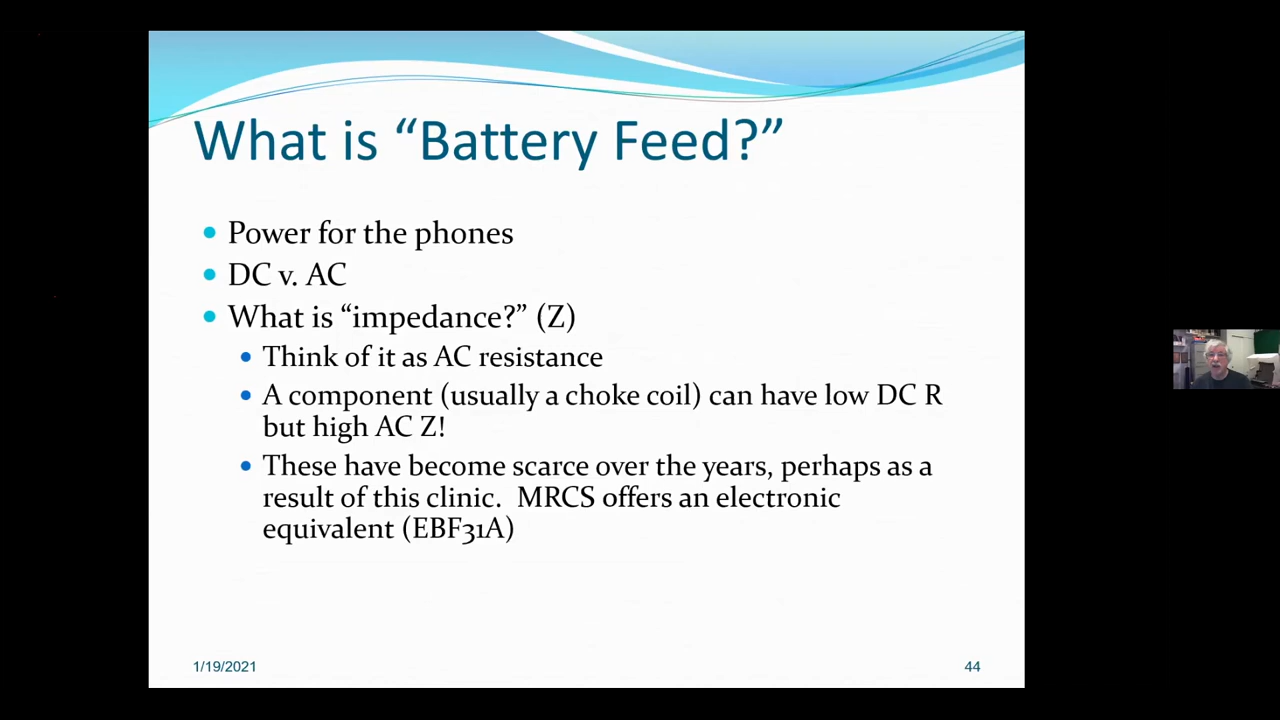 What is “Battery Feed?”
Power for the phones
DC v. AC
What is “impedance?” (Z)
Think of it as AC resistance
A component (usually a choke coil) can have low DC R
but high AC Z!
These have become scarce over the years, perhaps as a
result of this clinic.  MRCS offers an electronic
equivalent (EBF31A)
1/19/2021
44